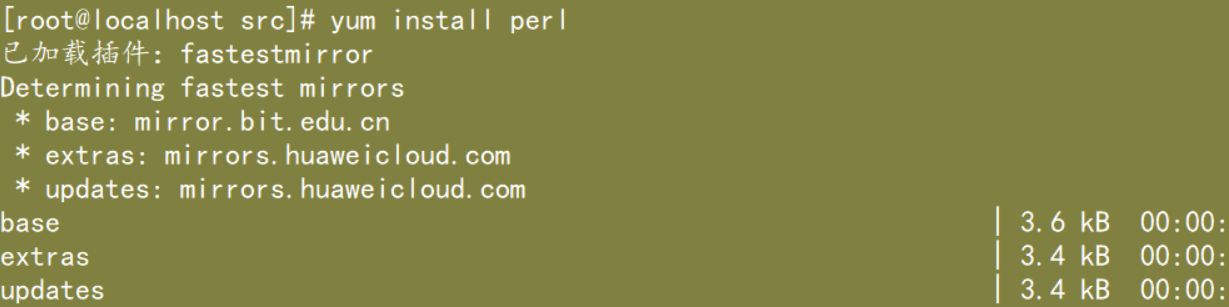 [root@localhost src]# yum install perl
已加载插件: fastestmirror
Determining fastest mirrors
 * base: mirror.bit.edu.cn
 * extras: mirrors.huaweicloud.com
 * updates: mirrors.huaweicloud.com
base | 3.6 kB 00:00:
extras | 3.4 kB 00:00:
updates | 3.4 kB 00:00: